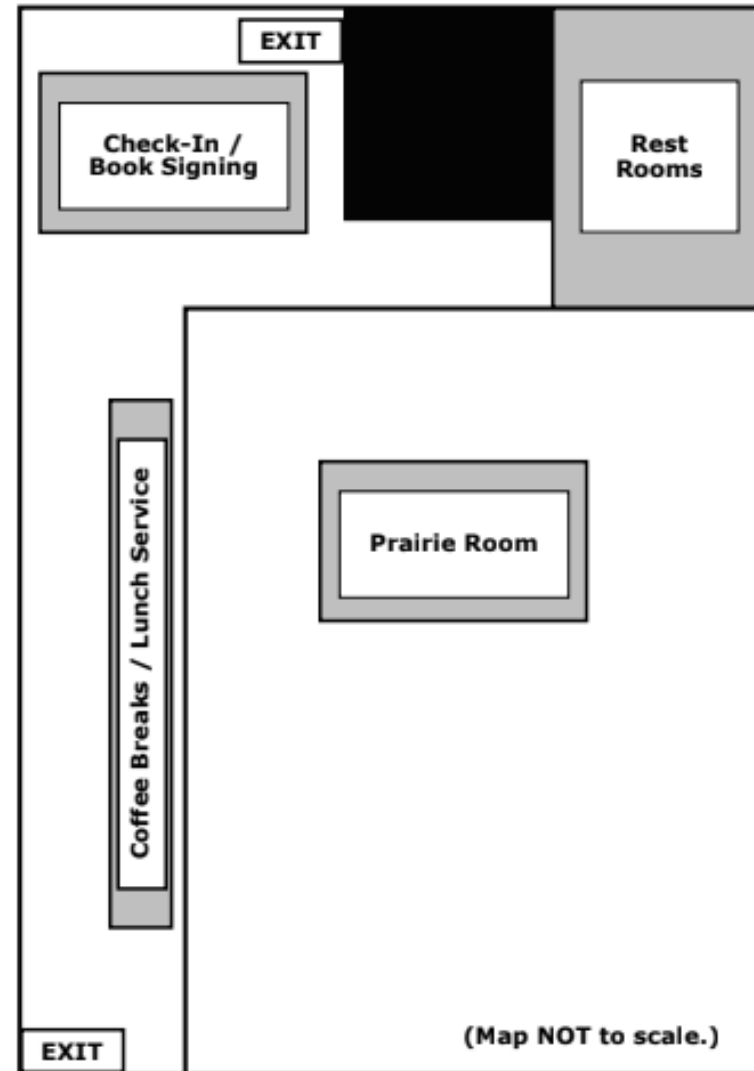 EXIT
Check-In /
Book Signing
Rest
Rooms
Prairie Room
Coffee Breaks / Lunch Service
(Map NOT to scale.)
EXIT